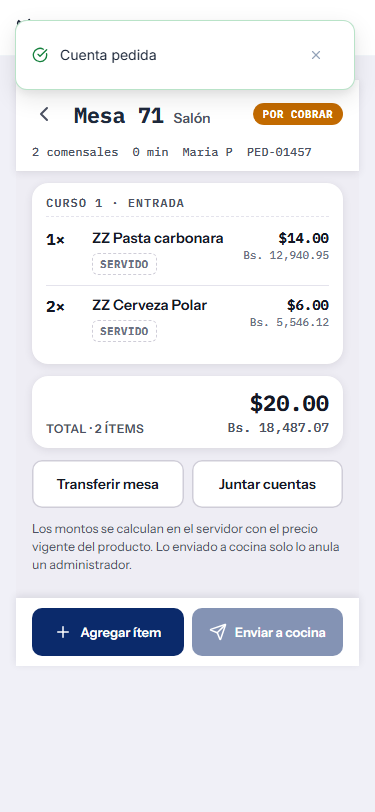 Cuenta pedida
Mesa 71 Salón
POR COBRAR
2 comensales 0 min Maria P PED-01457
CURSO 1 · ENTRADA
1× ZZ Pasta carbonara $14.00
SERVIDO Bs. 12,940.95
2× ZZ Cerveza Polar $6.00
SERVIDO Bs. 5,546.12
$20.00
TOTAL · 2 ÍTEMS Bs. 18,487.07
Transferir mesa Juntar cuentas
Los montos se calculan en el servidor con el precio
vigente del producto. Lo enviado a cocina solo lo anula
un administrador.
Agregar ítem Enviar a cocina